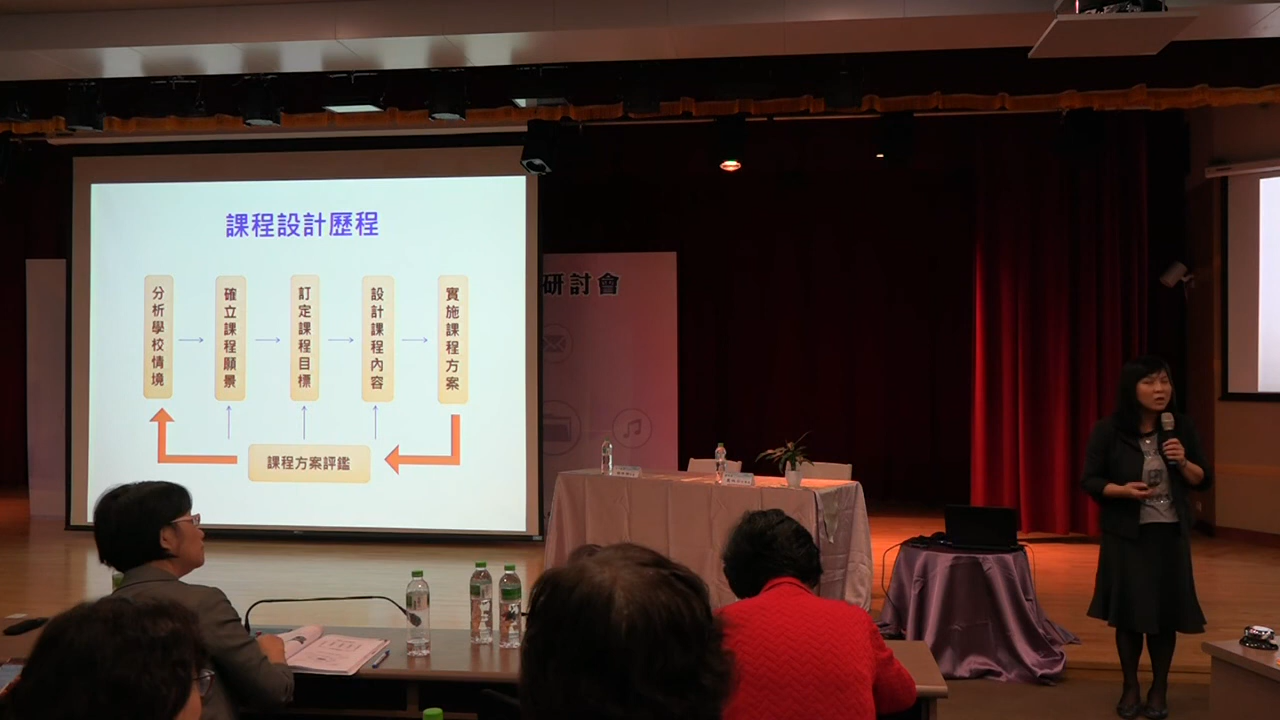 課程設計歷程
分析學校情境
確立課程願景
訂定課程目標
設計課程內容
實施課程方案
課程方案評鑑
研討會